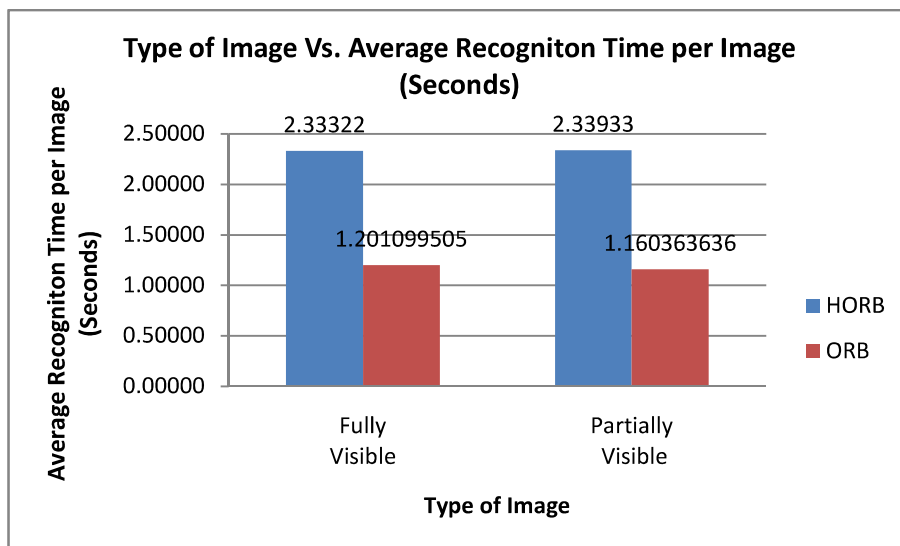 Type of Image Vs. Average Recogniton Time per Image
(Seconds)
Average Recogniton Time per Image
(Seconds)
2.50000
2.00000
1.50000
1.00000
0.50000
0.00000
2.33322
1.201099505
2.33933
1.160363636
HORB
ORB
Fully
Visible
Partially
Visible
Type of Image